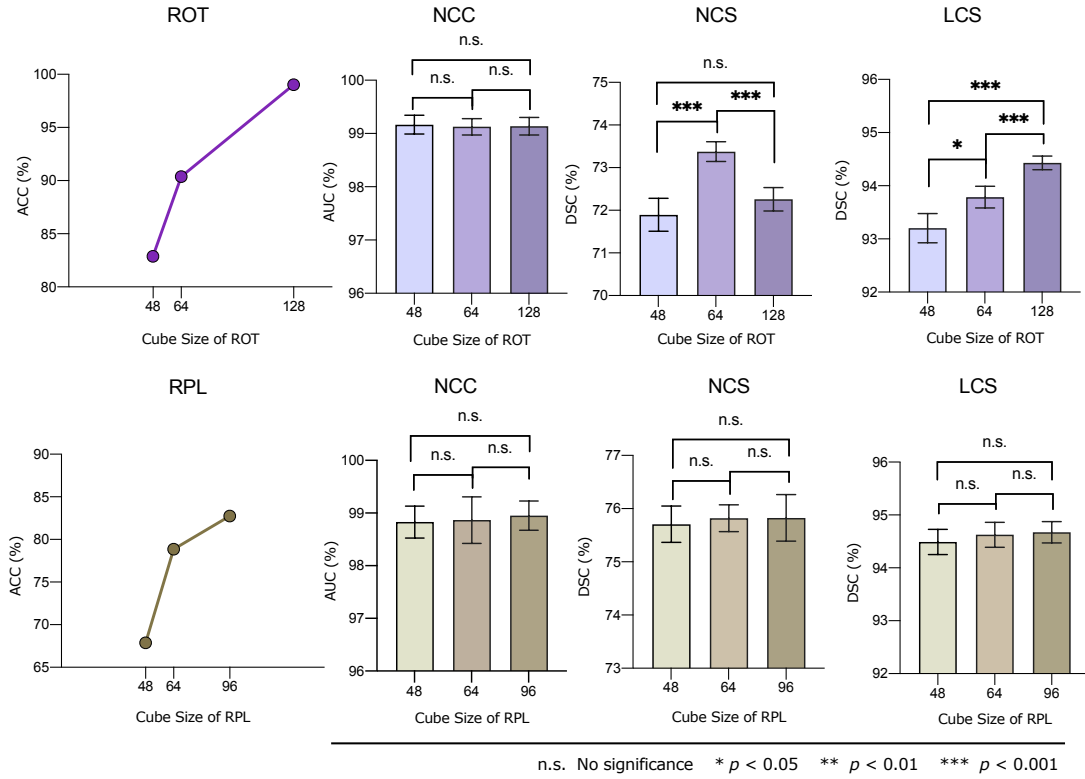 ROT
ACC (%)
100
95
90
85
80
48 64 128
Cube Size of ROT
NCC
n.s.
n.s. n.s.
AUC (%)
100
99
98
97
96
48 64 128
Cube Size of ROT
NCS
n.s.
*** ***
DSC (%)
75
74
73
72
71
70
48 64 128
Cube Size of ROT
LCS
***
* ***
DSC (%)
96
95
94
93
92
48 64 128
Cube Size of ROT
RPL
ACC (%)
90
85
80
75
70
65
48 64 96
Cube Size of RPL
NCC
n.s.
n.s. n.s.
AUC (%)
100
99
98
97
96
48 64 96
Cube Size of RPL
NCS
n.s.
n.s. n.s.
DSC (%)
77
76
75
74
73
48 64 96
Cube Size of RPL
LCS
n.s.
n.s. n.s.
DSC (%)
96
95
94
93
92
48 64 96
Cube Size of RPL
n.s. No significance * p < 0.05 ** p < 0.01 *** p < 0.001